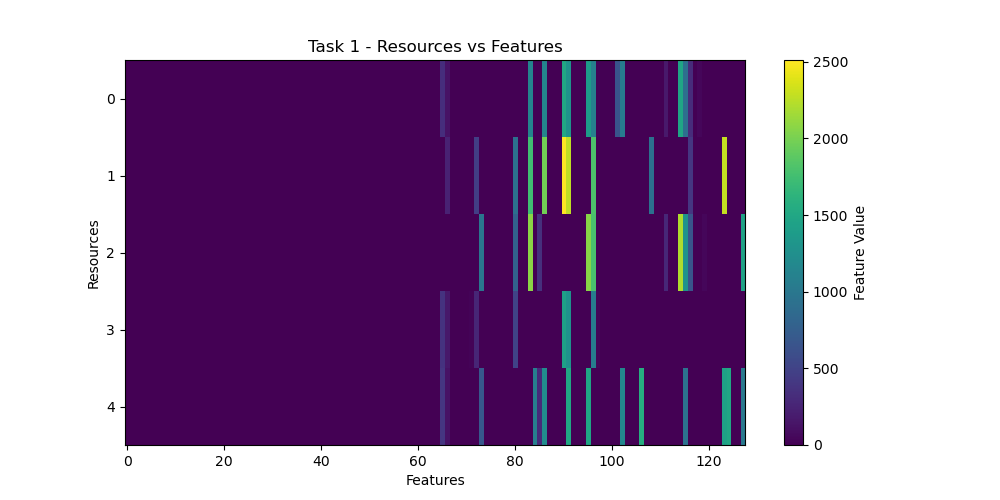 Task 1 - Resources vs Features
Resources
0
1
2
3
4
0 20 40 60 80 100 120
Features
2500
2000
1500
1000
500
0
Feature Value